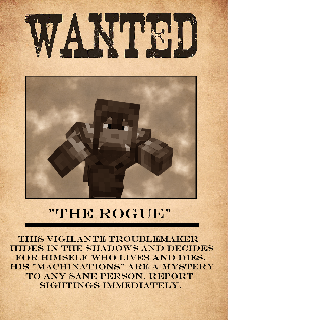 WANTED
"THE ROGUE"
THIS VIGILANTE TROUBLEMAKER
HIDES IN THE SHADOWS AND DECIDES
FOR HIMSELF WHO LIVES AND DIES.
HIS "MACHINATIONS" ARE A MYSTERY
TO ANY SANE PERSON. REPORT
SIGHTINGS IMMEDIATELY.